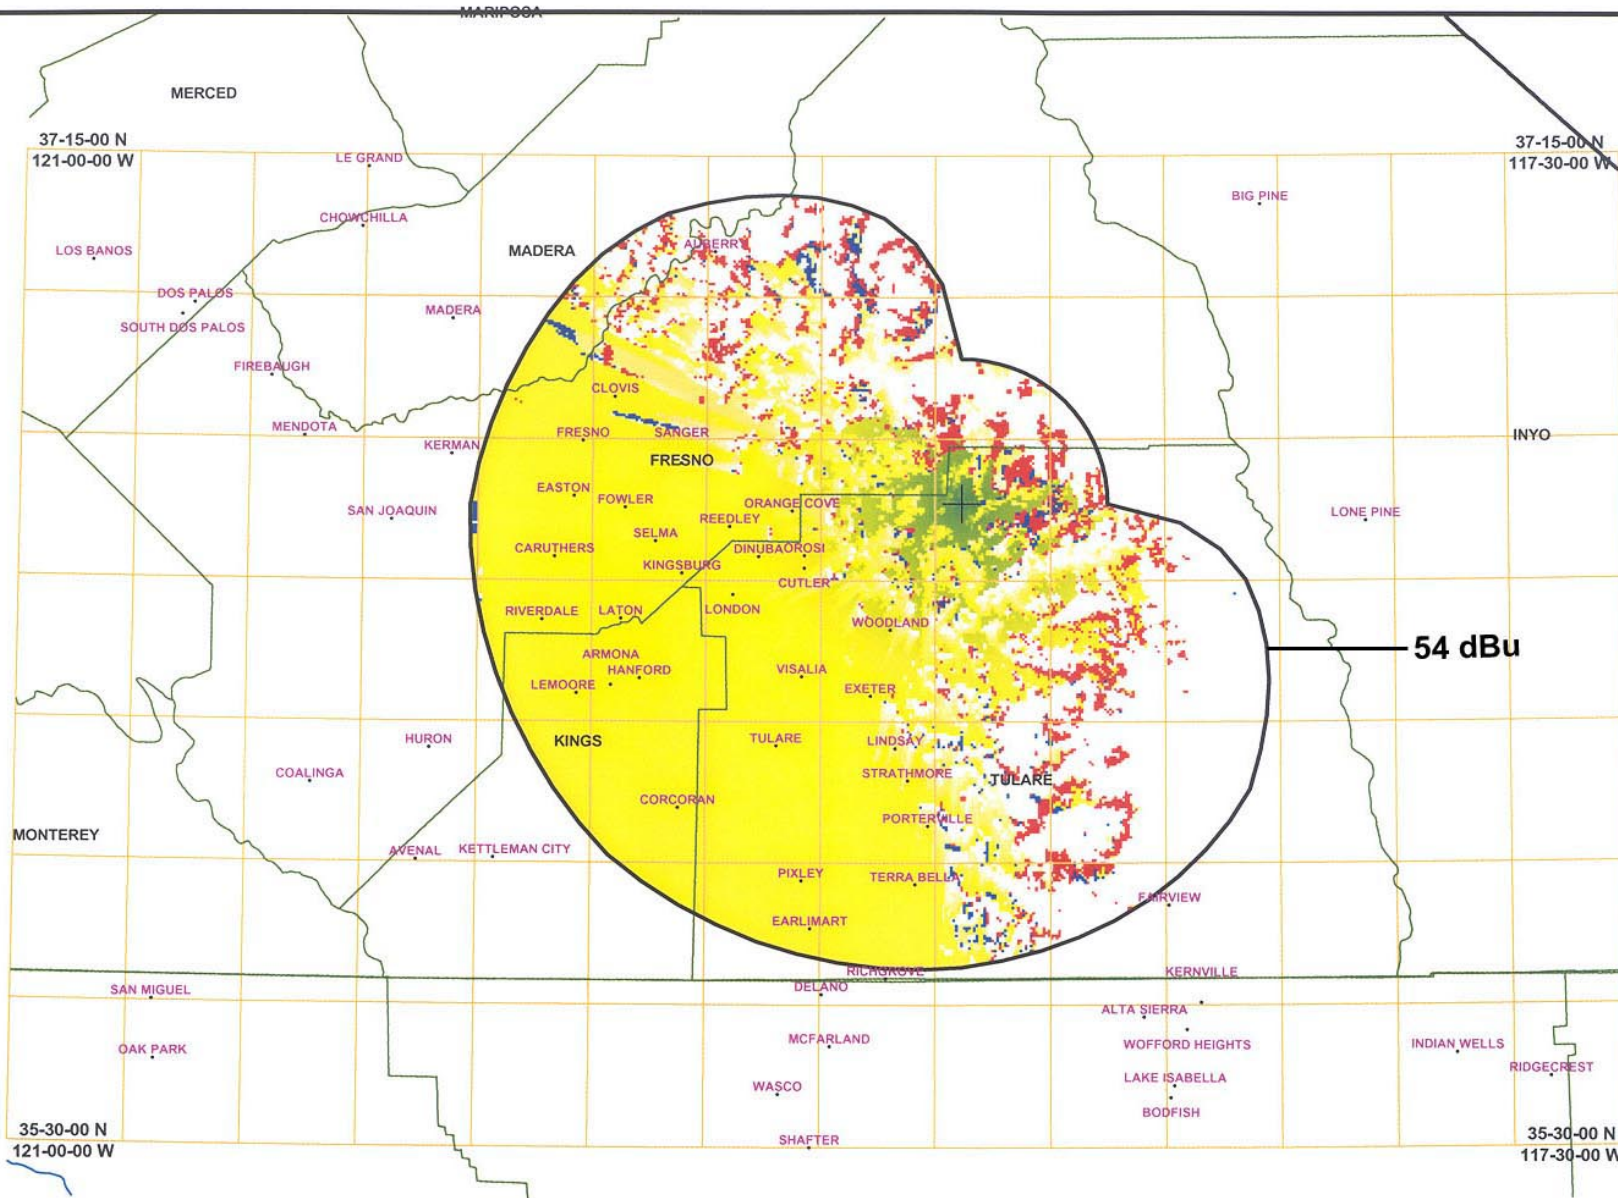 MARIPOSA
MERCED
37-15-00 N
121-00-00 W
37-15-00 N
117-30-00 W
LE GRAND
BIG PINE
CHOWCHILLA
AUBERRY
MADERA
LOS BANOS
DOS PALOS
MADERA
SOUTH DOS PALOS
FIREBAUGH
CLOVIS
MENDOTA
FRESNO
SANGER
INYO
KERMAN
FRESNO
EASTON
FOWLER
ORANGE COVE
SAN JOAQUIN
REEDLEY
LONE PINE
SELMA
CARUTHERS
DINUBA
OROSI
KINGSBURG
CUTLER
RIVERDALE
LATON
LONDON
WOODLAND
54 dBu
ARMONA
HANFORD
VISALIA
LEMOORE
EXETER
HURON
KINGS
TULARE
LINDSAY
COALINGA
STRATHMORE
TULARE
CORCORAN
PORTERVILLE
MONTEREY
AVENAL
KETTLEMAN CITY
PIXLEY
TERRA BELLA
FAIRVIEW
EARLIMART
RICHGROVE
KERNVILLE
SAN MIGUEL
DELANO
ALTA SIERRA
OAK PARK
MCFARLAND
WOFFORD HEIGHTS
INDIAN WELLS
RIDGECREST
WASCO
LAKE ISABELLA
BODFISH
35-30-00 N
121-00-00 W
SHAFTER
35-30-00 N
117-30-00 W